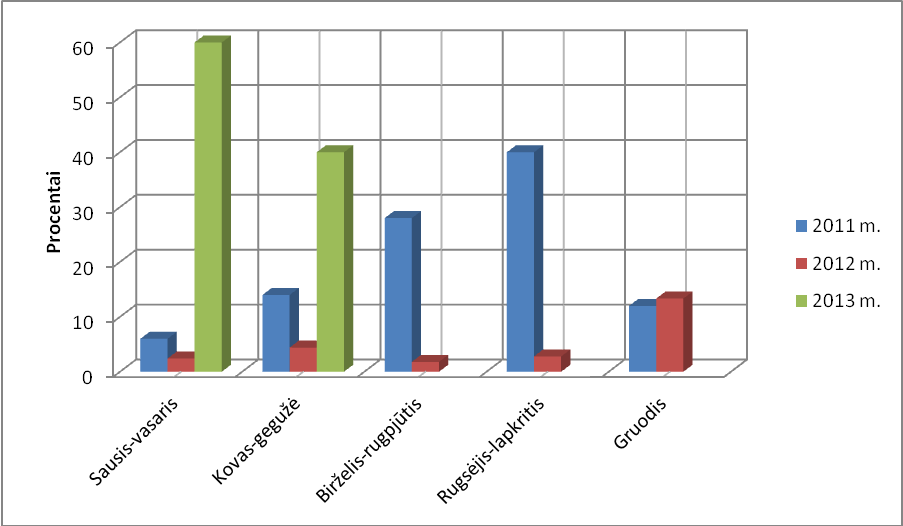 Procentai
60
50
40
30
20
10
0
Sausis-vasaris
Kovas-gegužė
Birželis-rugpjūtis
Rugsėjis-lapkritis
Gruodis
2011 m.
2012 m.
2013 m.